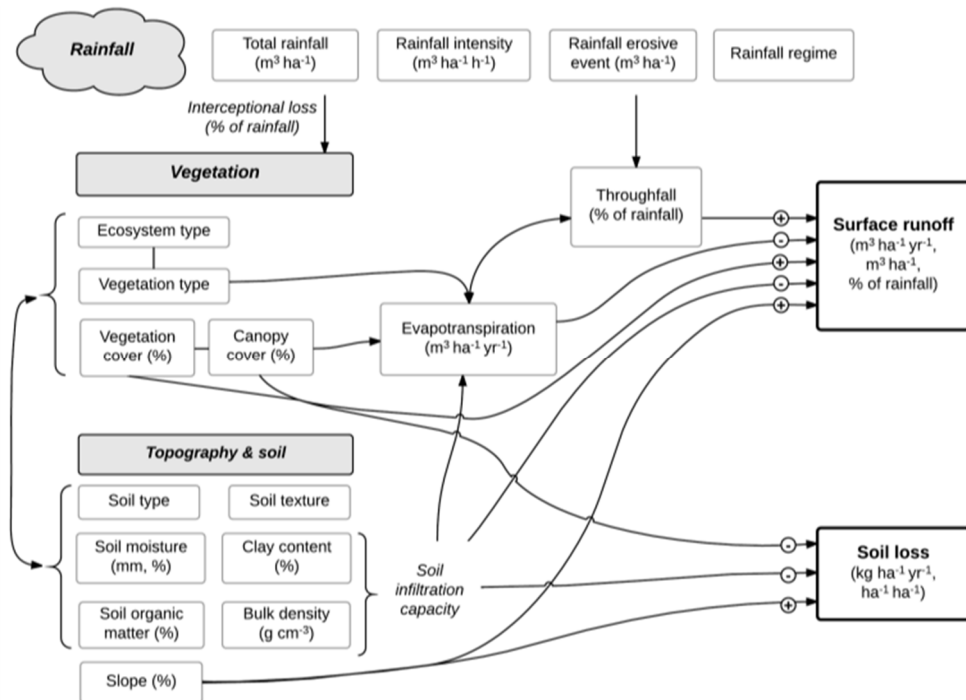 Rainfall
Total rainfall
(m³ ha⁻¹)
Rainfall intensity
(m³ ha⁻¹ h⁻¹)
Rainfall erosive
event (m³ ha⁻¹)
Rainfall regime
Interceptional loss
(% of rainfall)
Vegetation
Throughfall
(% of rainfall)
Ecosystem type
Vegetation type
Vegetation
cover (%)
Canopy
cover (%)
Evapotranspiration
(m³ ha⁻¹ yr⁻¹)
+
-
+
-
+
Surface runoff
(m³ ha⁻¹ yr⁻¹,
m³ ha⁻¹,
% of rainfall)
Topography & soil
Soil type
Soil texture
Soil moisture
(mm, %)
Clay content
(%)
Soil organic
matter (%)
Bulk density
(g cm⁻³)
Slope (%)
Soil
infiltration
capacity
-
-
+
Soil loss
(kg ha⁻¹ yr⁻¹,
ha⁻¹ ha⁻¹)